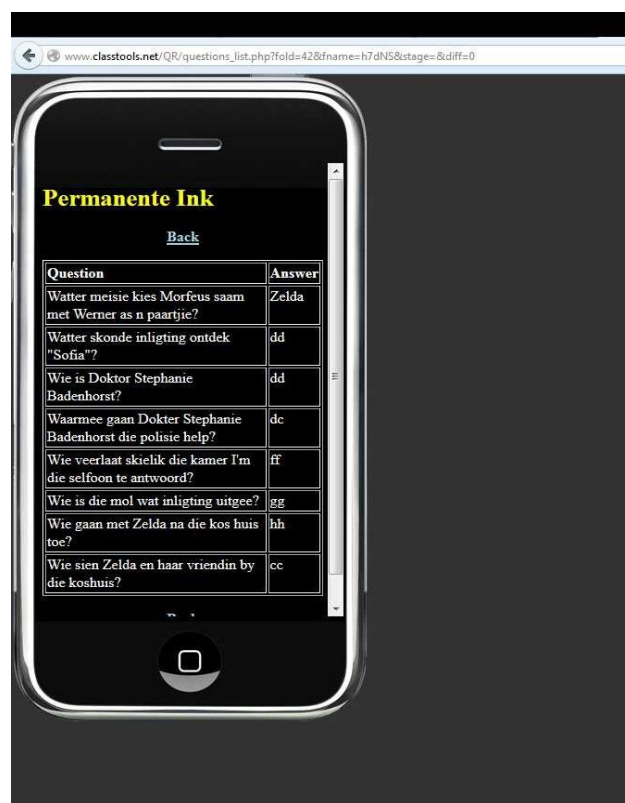 www.classtools.net/QR/questions_list.php?fold=42&fname=h7dNS&stage=&diff=0
Permanente Ink
Back
Question Answer
Watter meisie kies Morfeus saam Zelda
met Werner as n paartjie?
Watter skonde inligting ontdek dd
"Sofia"?
Wie is Doktor Stephanie dd
Badenhorst?
Waarmee gaan Dokter Stephanie dc
Badenhorst die polisie help?
Wie veerlaat skielik die kamer I'm ff
die selfoon te antwoord?
Wie is die mol wat inligting uitgee? gg
Wie gaan met Zelda na die kos huis hh
toe?
Wie sien Zelda en haar vriendin by cc
die koshuis?